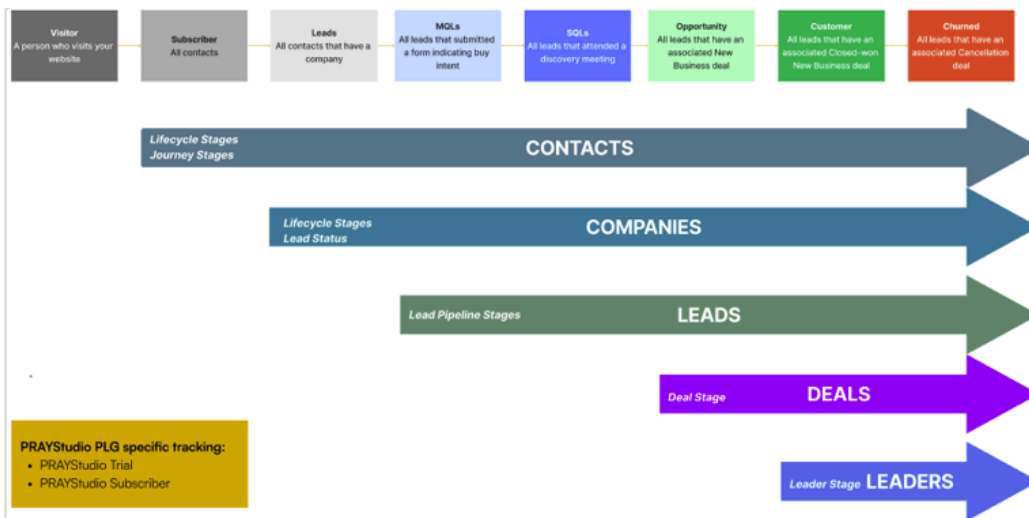 Visitor
A person who visits your
website
Subscriber
All contacts
Leads
All contacts that have a
company
MQLs
All leads that submitted
a form indicating buy
intent
SQLs
All leads that attended a
discovery meeting
Opportunity
All leads that have an
associated New
Business deal
Customer
All leads that have an
associated Closed-won
New Business deal
Churned
All leads that have an
associated Cancellation
deal
Lifecycle Stages
Journey Stages
CONTACTS
Lifecycle Stages
Lead Status
COMPANIES
Lead Pipeline Stages
LEADS
Deal Stage
DEALS
Leader Stage
LEADERS
PRAYStudio PLG specific tracking:
• PRAYStudio Trial
• PRAYStudio Subscriber